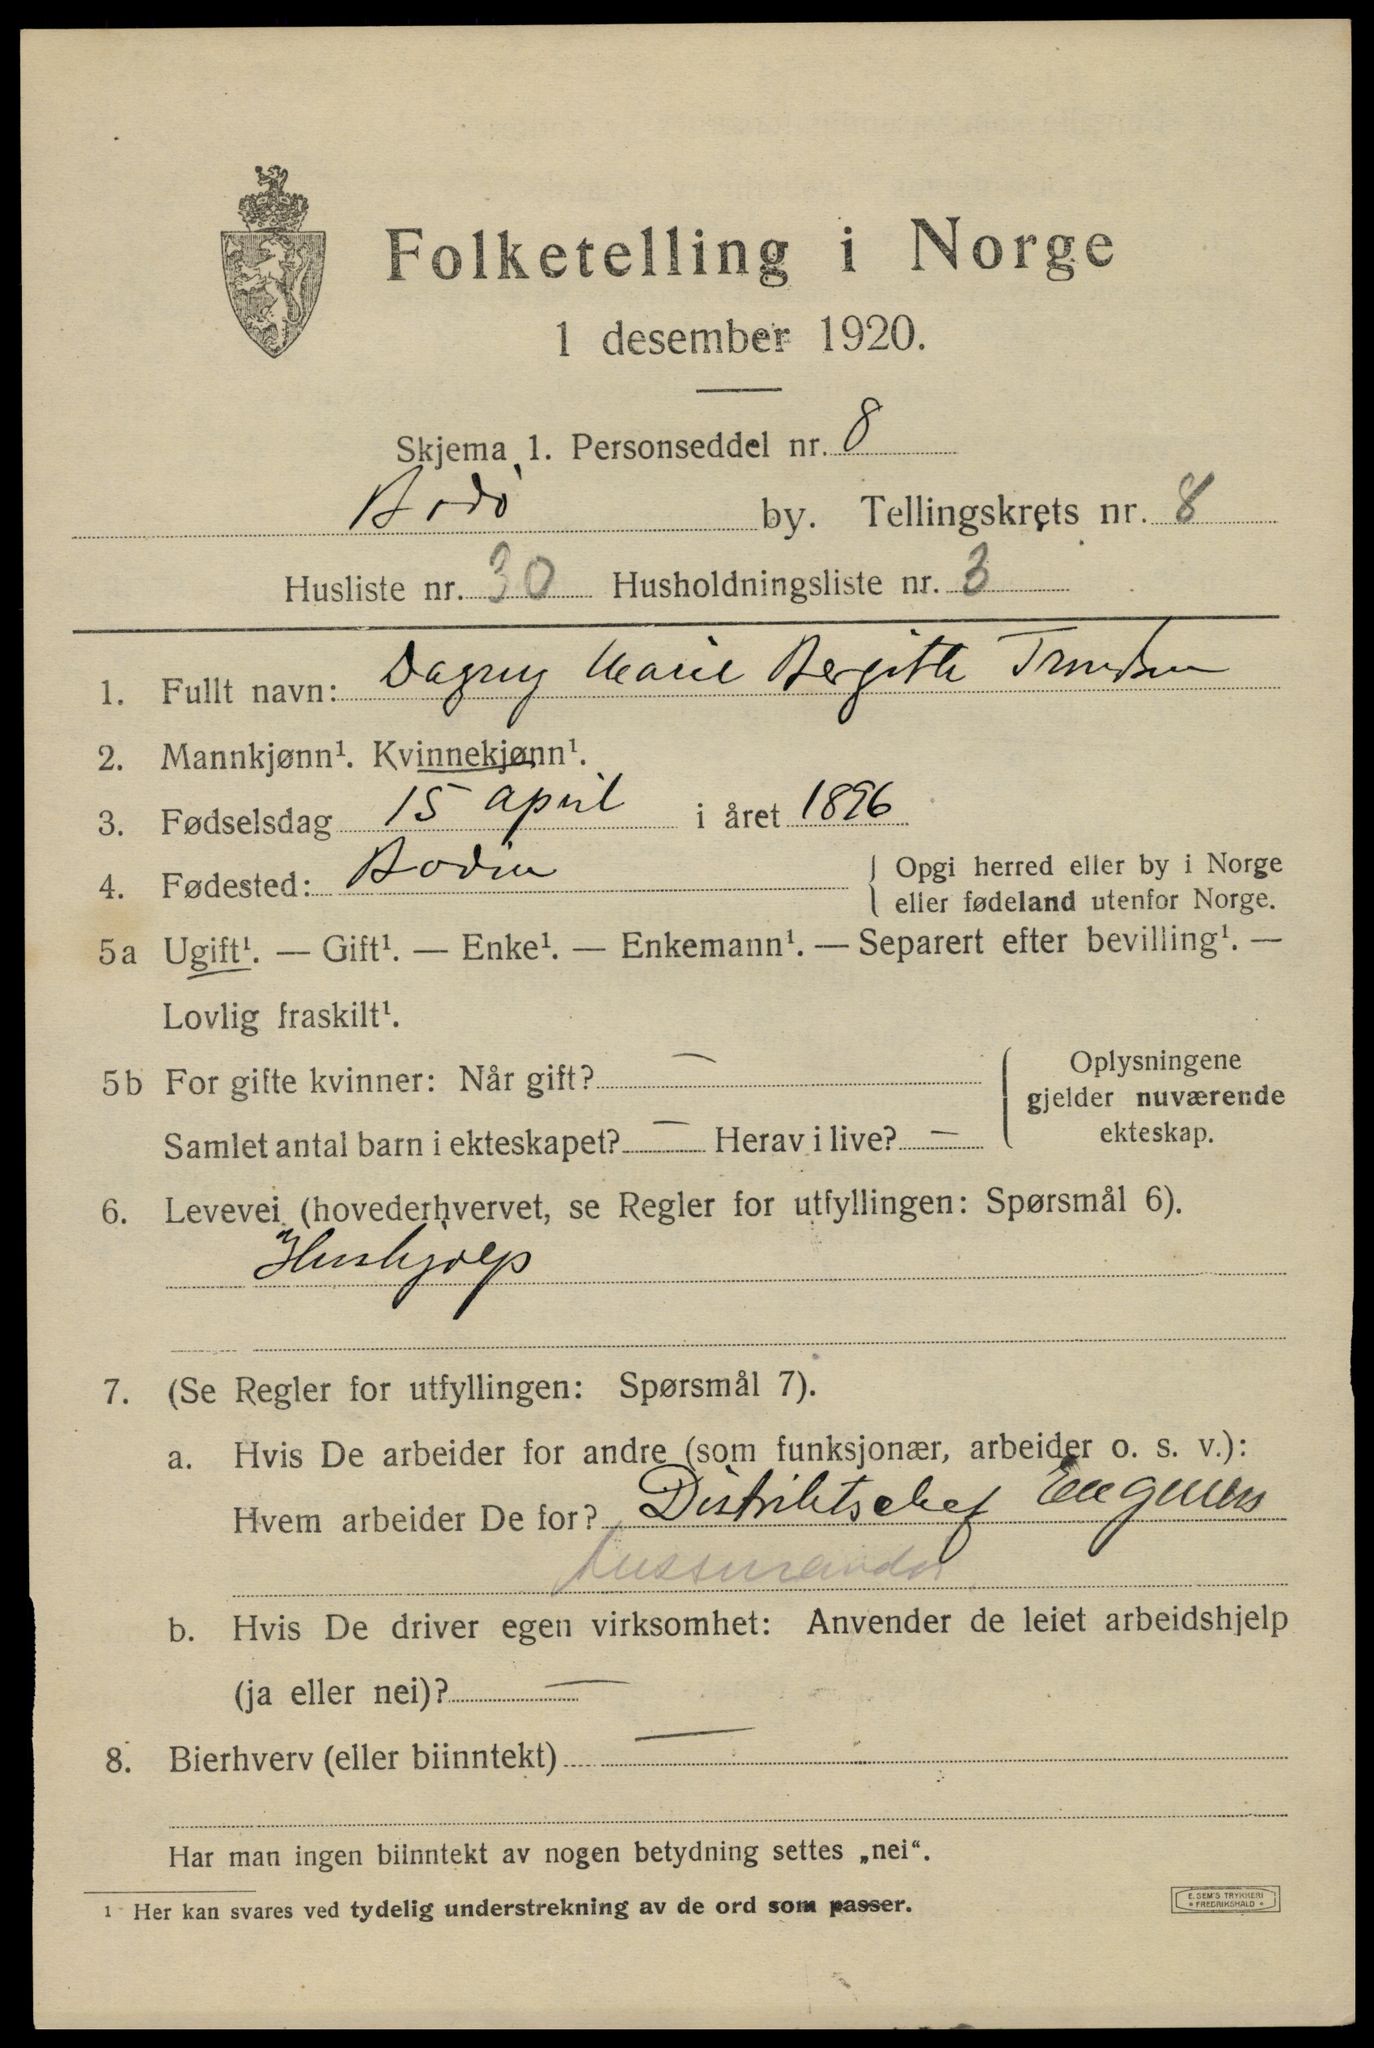 Folketelling i Norge
1 desember 1920.
Skjema 1. Personseddel nr. 8
Bodø by. Tellingskrets nr. 8
Husliste nr. 30 Husholdningsliste nr. 3
1. Fullt navn: Dagny Marie Bergithe
2. Mannkjønn¹. Kvinnekjønn¹.
3. Fødselsdag 15 april i året 1896
4. Fødested: Bodin { Opgi herred eller by i Norge
eller fødeland utenfor Norge.
5a Ugift¹. — Gift¹. — Enke¹. — Enkemann¹. — Separert efter bevilling¹. —
Lovlig fraskilt¹.
5b For gifte kvinner: Når gift? — { Oplysningene
gjelder nuværende
ekteskap.
Samlet antal barn i ekteskapet? — Herav i live? —
6. Levevei (hovederhvervet, se Regler for utfyllingen: Spørsmål 6).
Hushjælp
7. (Se Regler for utfyllingen: Spørsmål 7).
a. Hvis De arbeider for andre (som funksjonær, arbeider o. s. v.):
Hvem arbeider De for? Distriktschef
b. Hvis De driver egen virksomhet: Anvender de leiet arbeidshjelp
(ja eller nei)? —
8. Bierhverv (eller biinntekt) —
Har man ingen biinntekt av nogen betydning settes „nei“.
1 Her kan svares ved tydelig understrekning av de ord som passer.
E. SEM'S TRYKKERI
* FREDRIKSHALD *